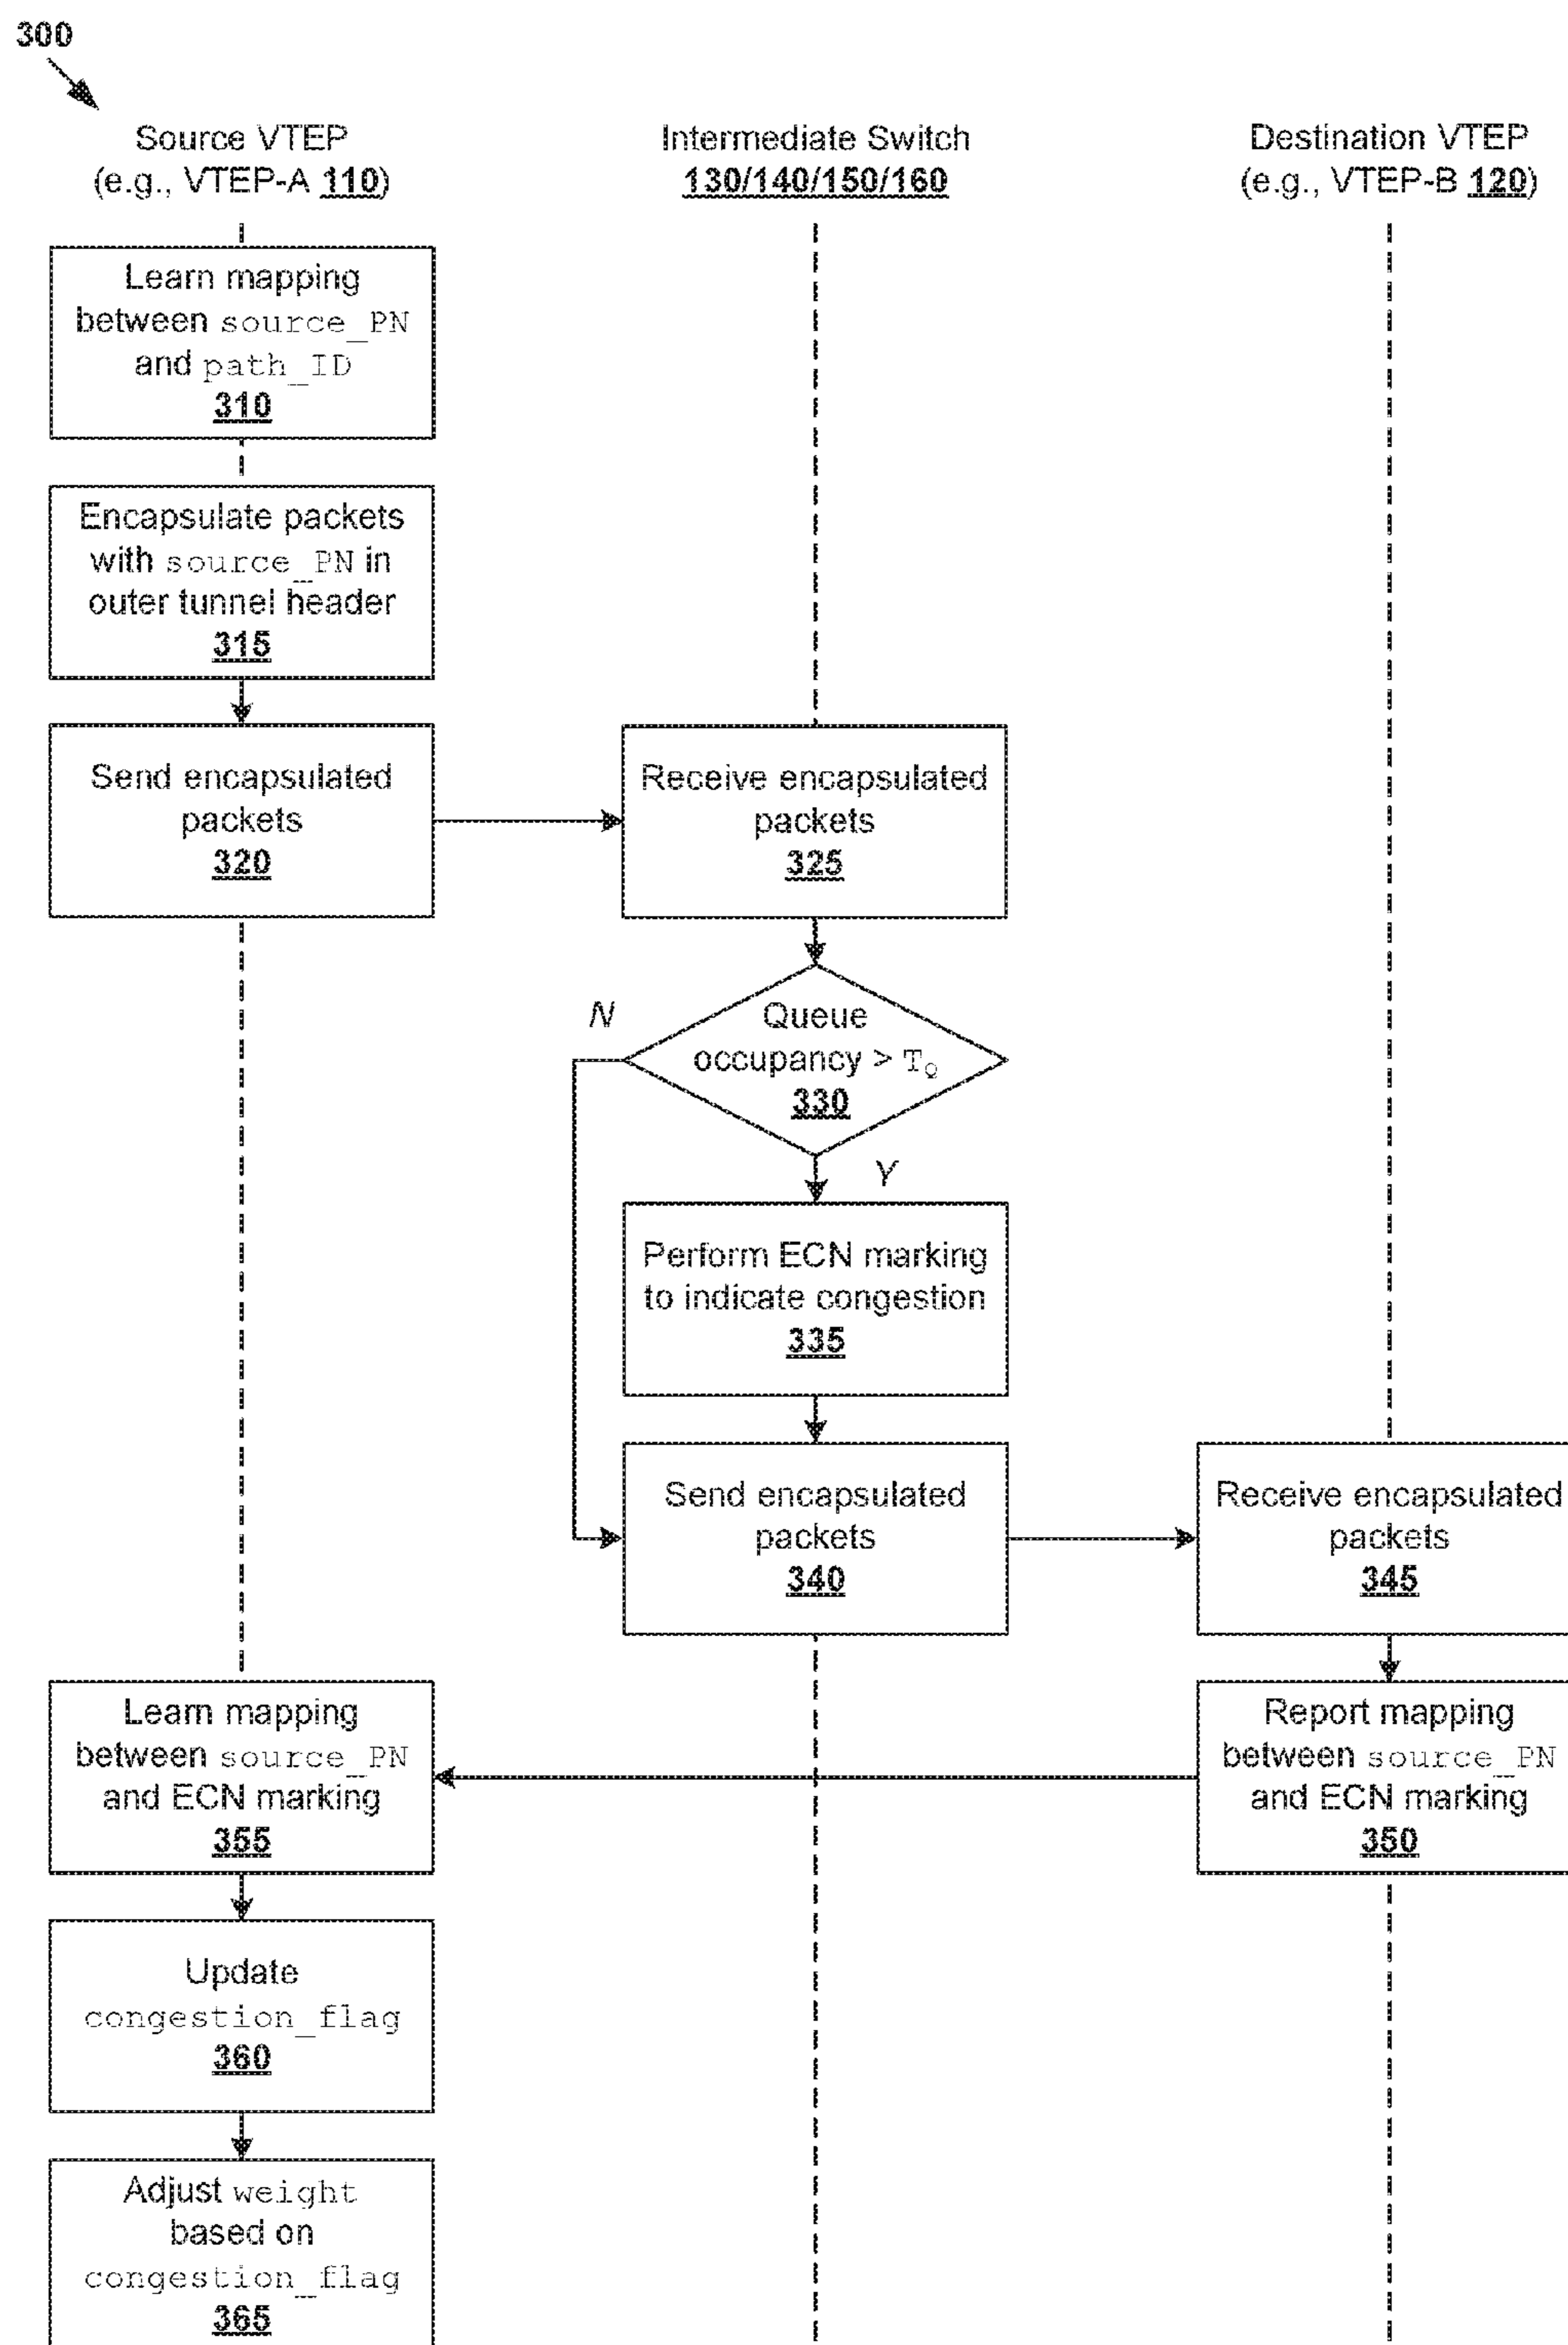 300
Source VTEP
(e.g., VTEP-A 110)
Intermediate Switch
130/140/150/160
Destination VTEP
(e.g., VTEP-B 120)
Learn mapping
between source_PN
and path_ID
310
Encapsulate packets
with source_PN in
outer tunnel header
315
Send encapsulated
packets
320
Receive encapsulated
packets
325
N
Queue
occupancy > TQ
330
Y
Perform ECN marking
to indicate congestion
335
Send encapsulated
packets
340
Receive encapsulated
packets
345
Learn mapping
between source_PN
and ECN marking
355
Report mapping
between source_PN
and ECN marking
350
Update
congestion_flag
360
Adjust weight
based on
congestion_flag
365